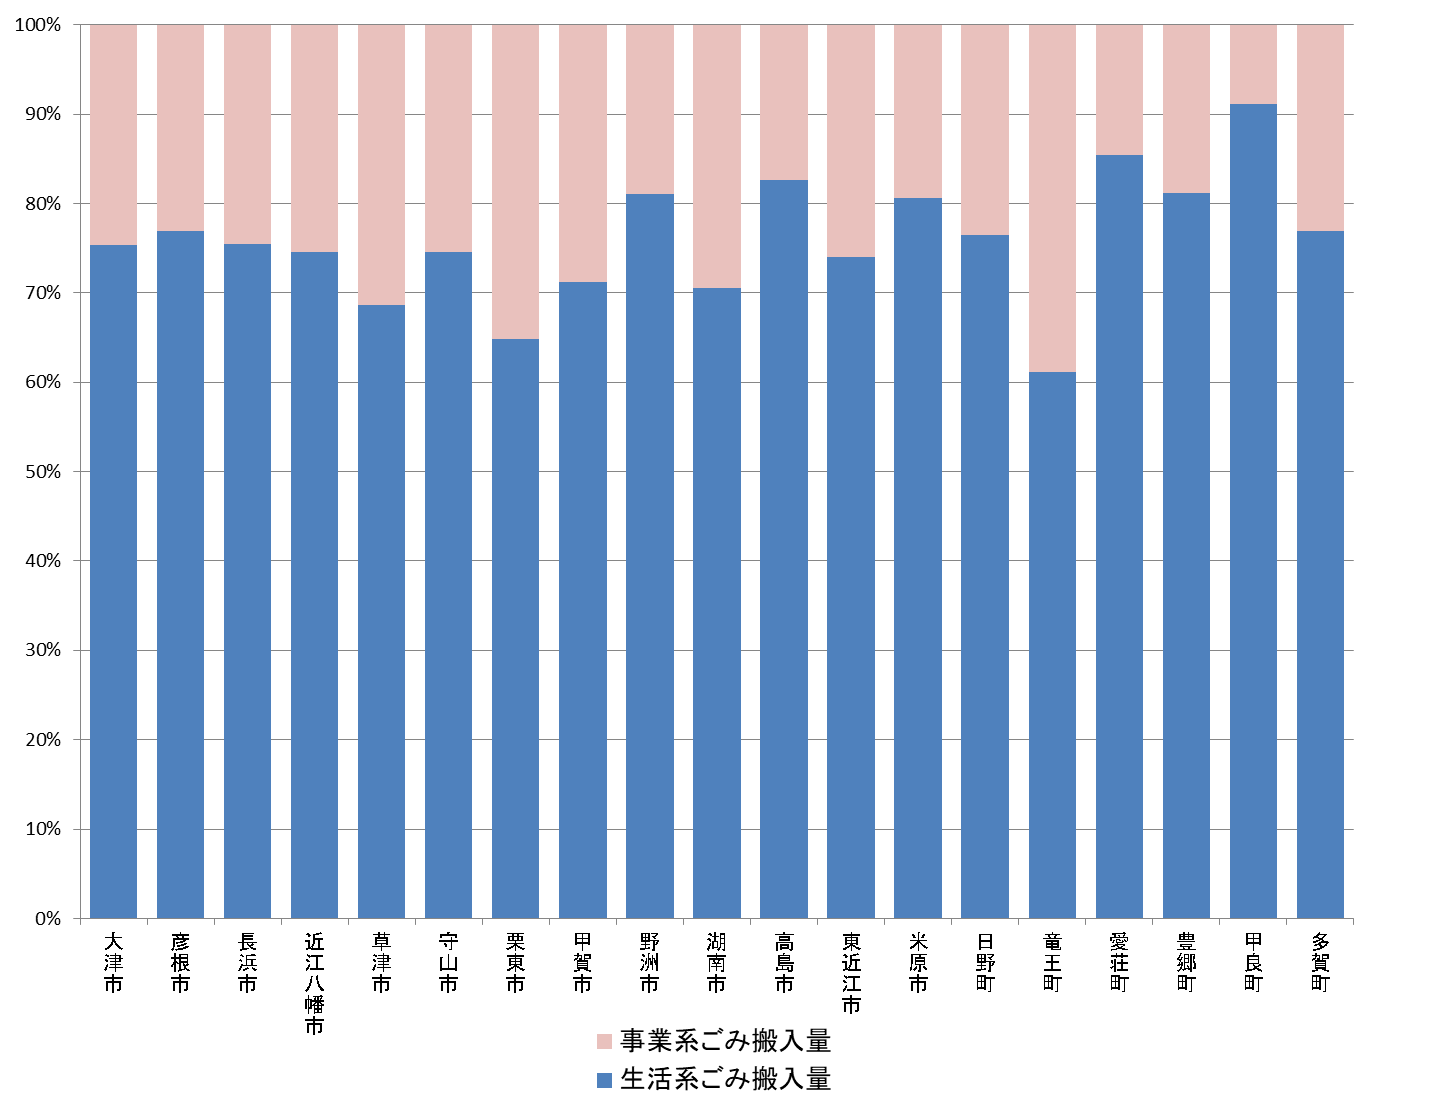 100%
90%
80%
70%
60%
50%
40%
30%
20%
10%
0%
大津市
彦根市
長浜市
近江八幡市
草津市
守山市
栗東市
甲賀市
野洲市
湖南市
高島市
東近江市
米原市
日野町
竜王町
愛荘町
豊郷町
甲良町
多賀町
事業系ごみ搬入量
生活系ごみ搬入量